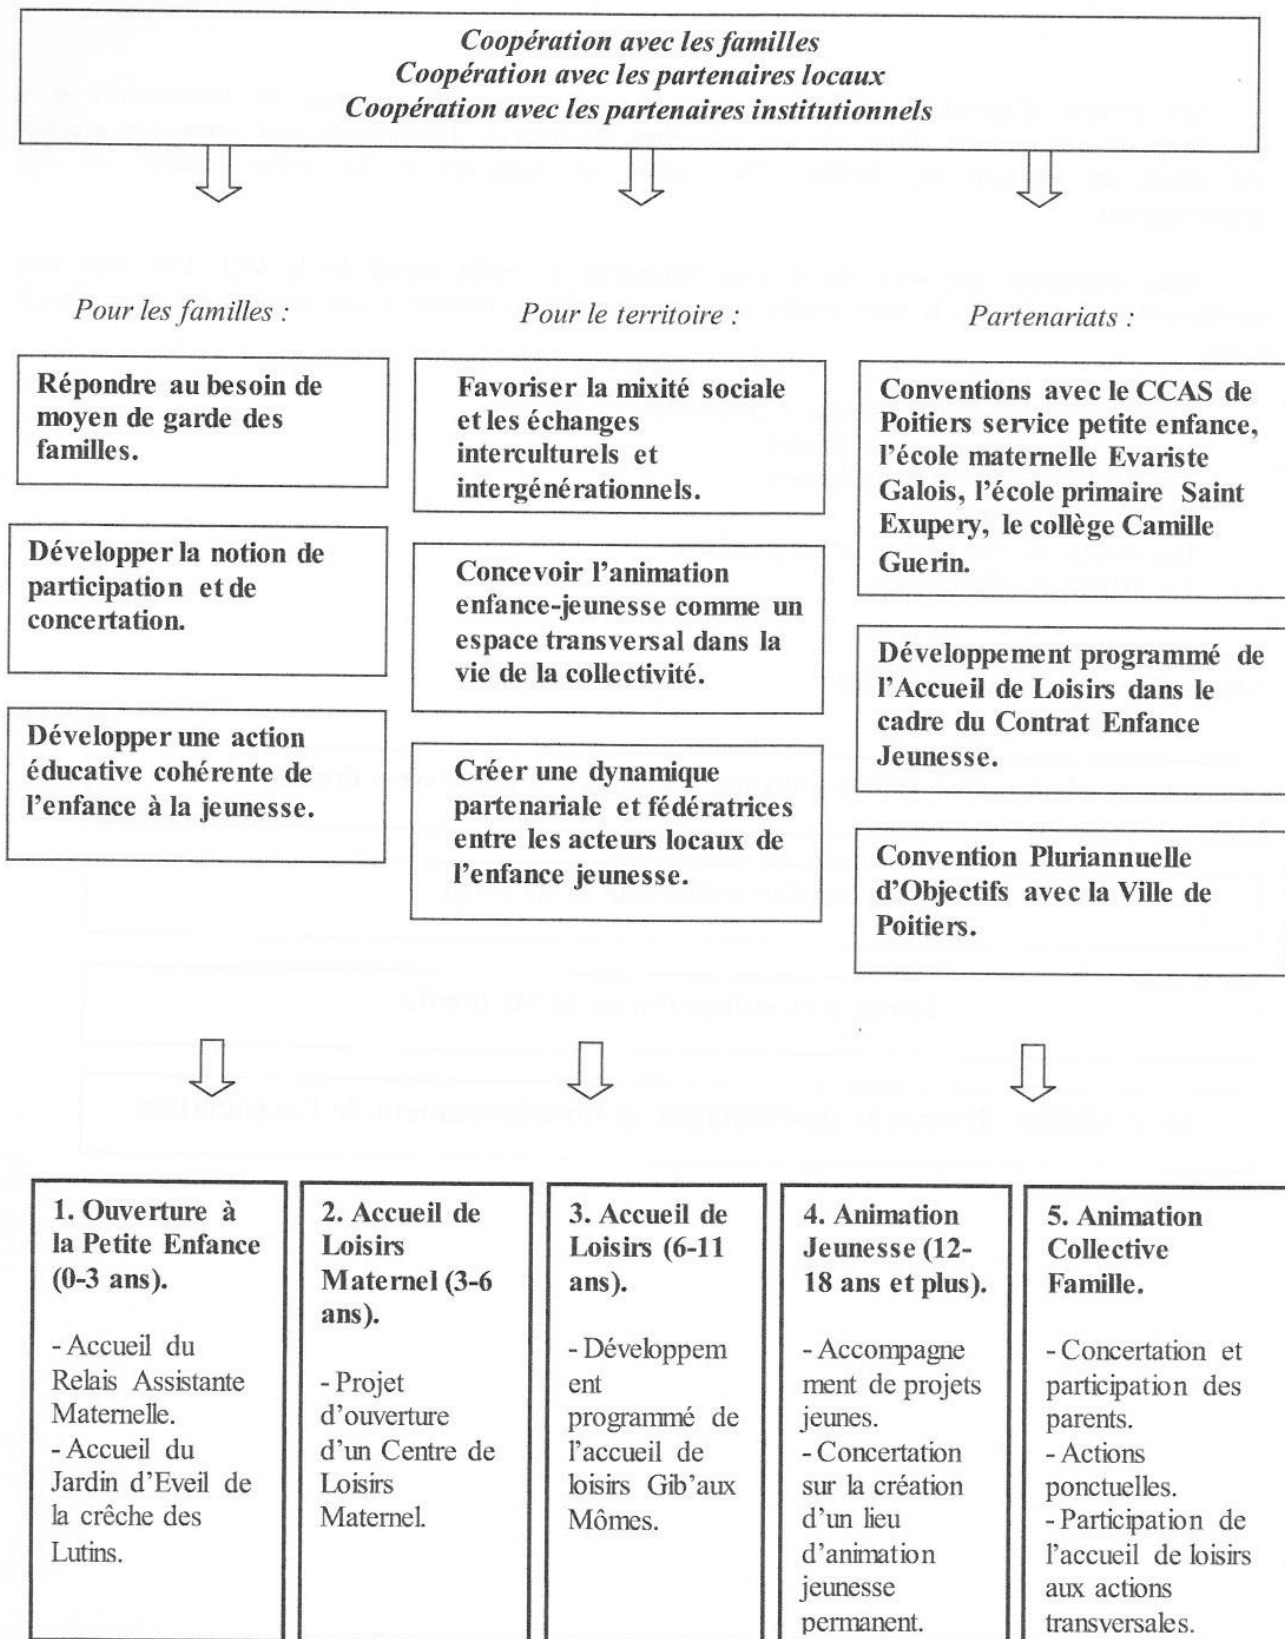 Coopération avec les familles
Coopération avec les partenaires locaux
Coopération avec les partenaires institutionnels
Pour les familles :
Répondre au besoin de
moyen de garde des
familles.
Développer la notion de
participation et de
concertation.
Développer une action
éducative cohérente de
l'enfance à la jeunesse.
Pour le territoire :
Favoriser la mixité sociale
et les échanges
interculturels et
intergénérationnels.
Concevoir l'animation
enfance-jeunesse comme un
espace transversal dans la
vie de la collectivité.
Créer une dynamique
partenariale et fédératrices
entre les acteurs locaux de
l'enfance jeunesse.
Partenariats :
Conventions avec le CCAS de
Poitiers service petite enfance,
l'école maternelle Evariste
Galois, l'école primaire Saint
Exupery, le collège Camille
Guerin.
Développement programmé de
l'Accueil de Loisirs dans le
cadre du Contrat Enfance
Jeunesse.
Convention Pluriannuelle
d'Objectifs avec la Ville de
Poitiers.
1. Ouverture à
la Petite Enfance
(0-3 ans).
- Accueil du
Relais Assistante
Maternelle.
- Accueil du
Jardin d'Eveil de
la crêche des
Lutins.
2. Accueil de
Loisirs
Maternel (3-6
ans).
- Projet
d'ouverture
d'un Centre de
Loisirs
Maternel.
3. Accueil de
Loisirs (6-11
ans).
- Développem
ent
programmé de
l'accueil de
loisirs Gib'aux
Mômes.
4. Animation
Jeunesse (12-
18 ans et plus).
- Accompagne
ment de projets
jeunes.
- Concertation
sur la création
d'un lieu
d'animation
jeunesse
permanent.
5. Animation
Collective
Famille.
- Concertation et
participation des
parents.
- Actions
ponctuelles.
- Participation de
l'accueil de loisirs
aux actions
transversales.